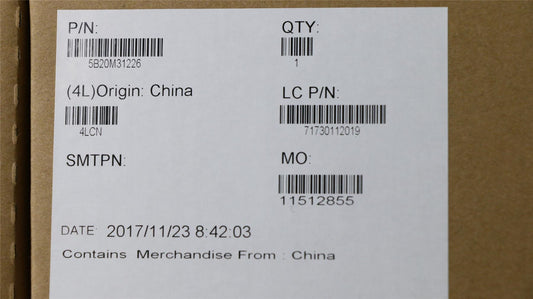 P/N:
5B20M31226
QTY:
1
(4L)Origin: China
4LCN
LC P/N:
71730112019
SMTPN:
MO:
11512855
DATE: 2017/11/23 8:42:03
Contains Merchandise From : China